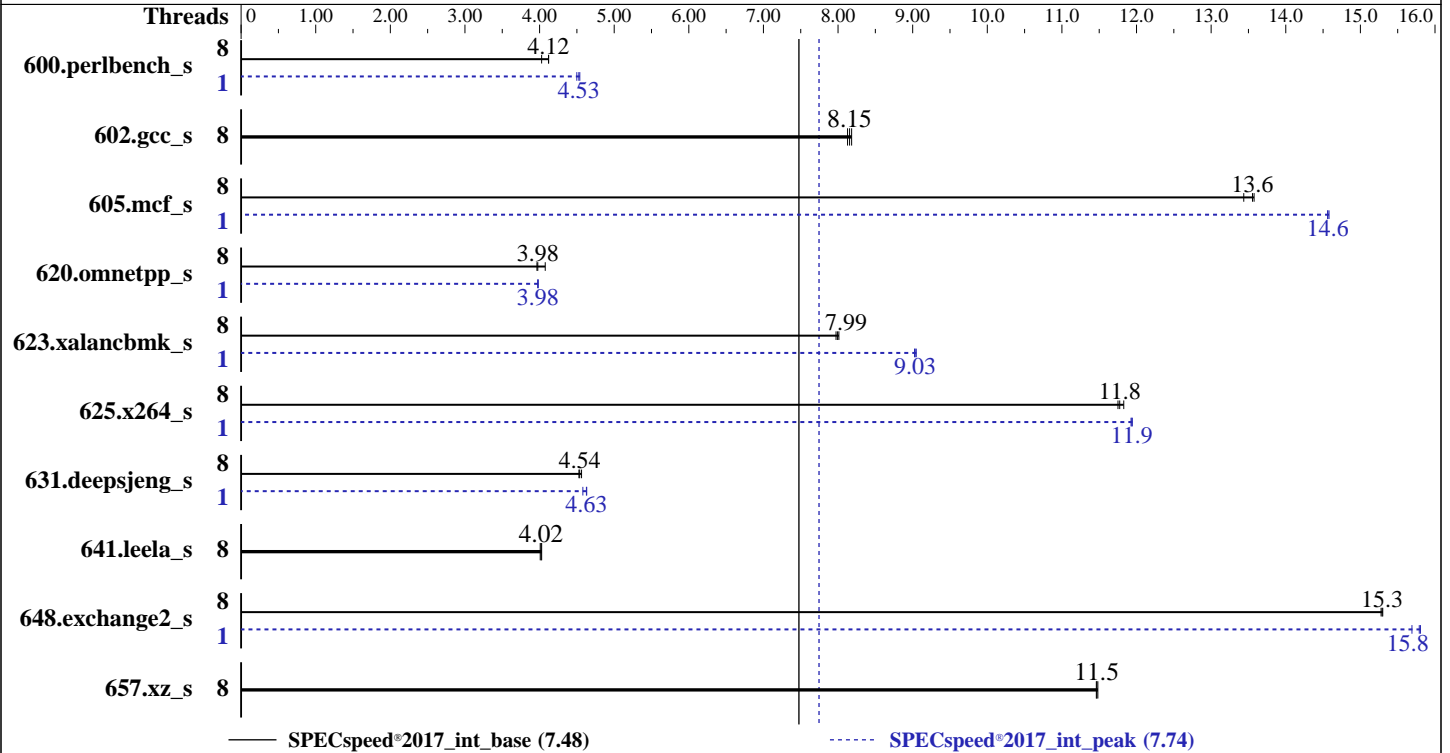 Threads 0 1.00 2.00 3.00 4.00 5.00 6.00 7.00 8.00 9.00 10.0 11.0 12.0 13.0 14.0 15.0 16.0
600.perlbench_s 8 4.12
1 4.53
602.gcc_s 8 8.15
605.mcf_s 8 13.6
1 14.6
620.omnetpp_s 8 3.98
1 3.98
623.xalancbmk_s 8 7.99
1 9.03
625.x264_s 8 11.8
1 11.9
631.deepsjeng_s 8 4.54
1 4.63
641.leela_s 8 4.02
648.exchange2_s 8 15.3
1 15.8
657.xz_s 8 11.5
SPECspeed®2017_int_base (7.48) SPECspeed®2017_int_peak (7.74)